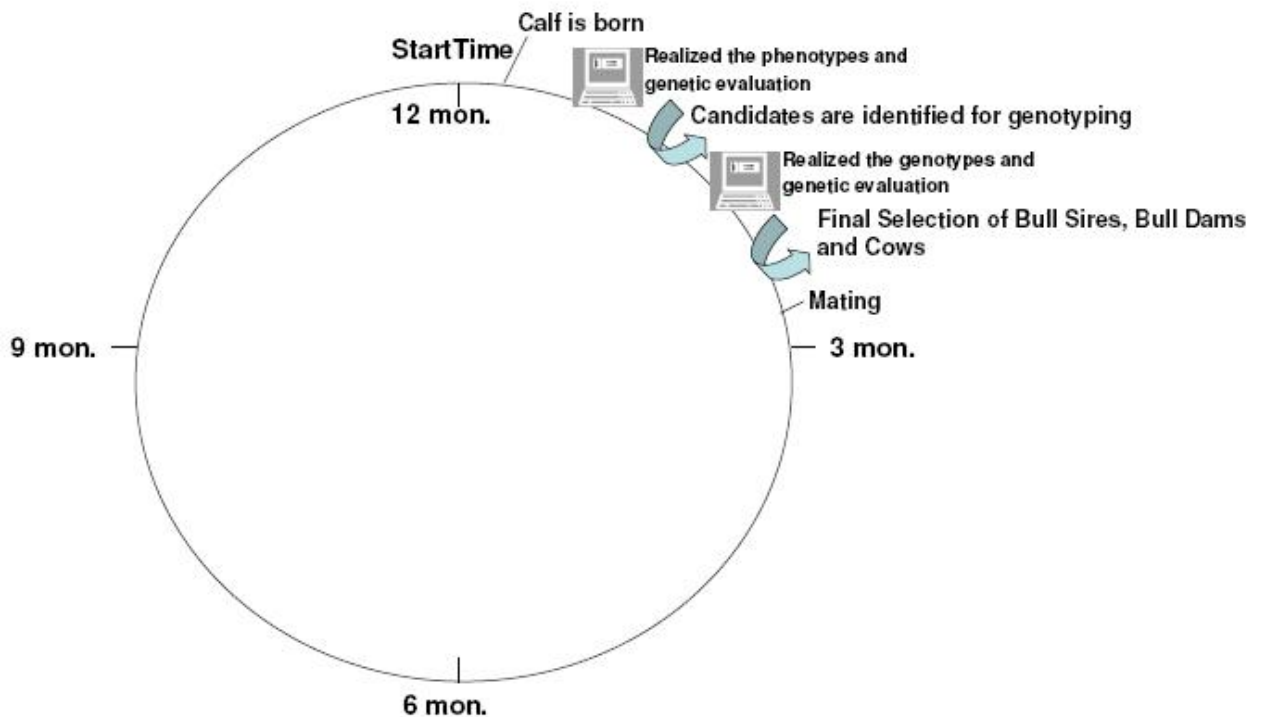 Calf is born
StartTime
Realized the phenotypes and
genetic evaluation
12 mon.
Candidates are identified for genotyping
Realized the genotypes and
genetic evaluation
Final Selection of Bull Sires, Bull Dams
and Cows
Mating
9 mon.
3 mon.
6 mon.